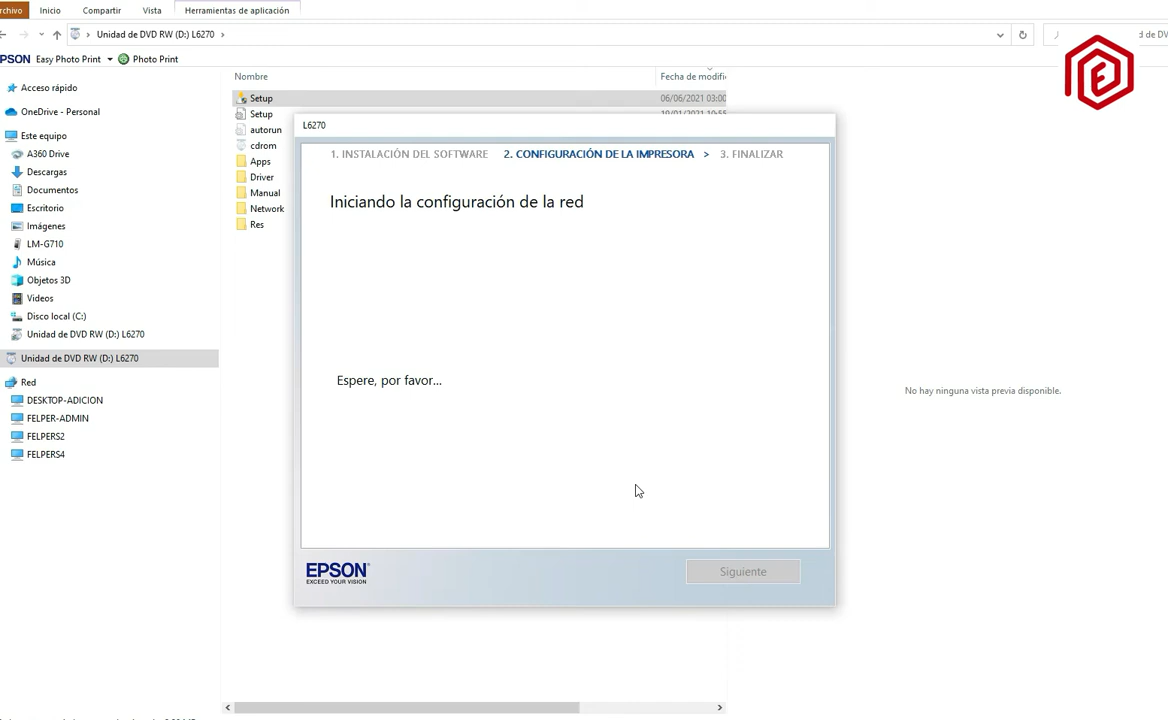 Archivo Inicio Compartir Vista Herramientas de aplicación
Unidad de DVD RW (D:) L6270
EPSON Easy Photo Print Photo Print
Nombre
Fecha de modifi
Acceso rápido
OneDrive - Personal
Este equipo
A360 Drive
Descargas
Documentos
Escritorio
Imágenes
LM-G710
Música
Objetos 3D
Videos
Disco local (C:)
Unidad de DVD RW (D:) L6270
Unidad de DVD RW (D:) L6270
Red
DESKTOP-ADICION
FELPER-ADMIN
FELPERS2
FELPERS4
Setup 06/06/2021 03:00
Setup
autorun
cdrom
Apps
Driver
Manual
Network
Res
L6270
1. INSTALACIÓN DEL SOFTWARE 2. CONFIGURACIÓN DE LA IMPRESORA > 3. FINALIZAR
Iniciando la configuración de la red
Espere, por favor...
EPSON
EXCEED YOUR VISION
Siguiente
No hay ninguna vista previa disponible.